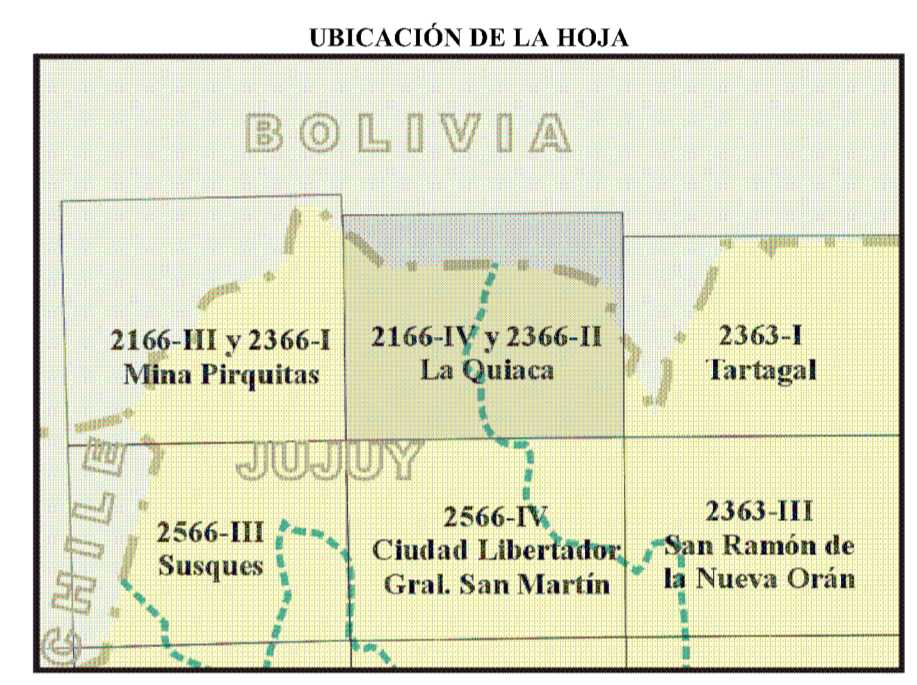 UBICACIÓN DE LA HOJA
BOLIVIA
2166-III y 2366-I
Mina Pirquitas
2166-IV y 2366-II
La Quiaca
2363-I
Tartagal
CHILE
JUJUY
2566-III
Susques
2566-IV
Ciudad Libertador
Gral. San Martín
2363-III
San Ramón de
la Nueva Orán